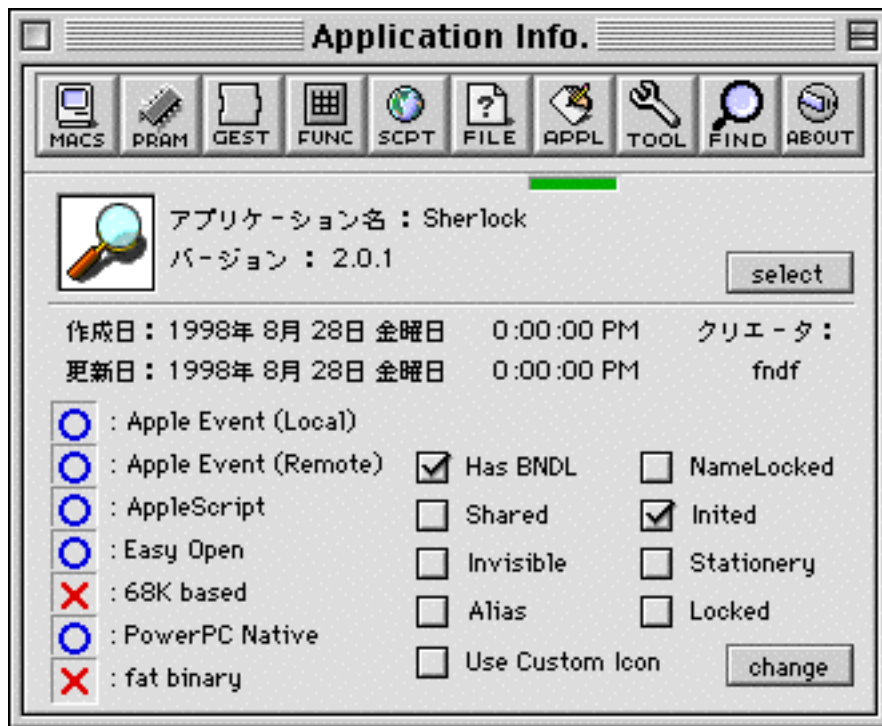 Application Info.
MACS PRAM GEST FUNC SCPT FILE APPL TOOL FIND ABOUT
アプリケーション名：Sherlock
バージョン：2.0.1
select
作成日：1998年 8月 28日 金曜日 0:00:00 PM クリエータ：
更新日：1998年 8月 28日 金曜日 0:00:00 PM fndf
: Apple Event (Local)
: Apple Event (Remote) Has BNDL NameLocked
: AppleScript Shared Inited
: Easy Open Invisible Stationery
: 68K based Alias Locked
: PowerPC Native Use Custom Icon change
: fat binary